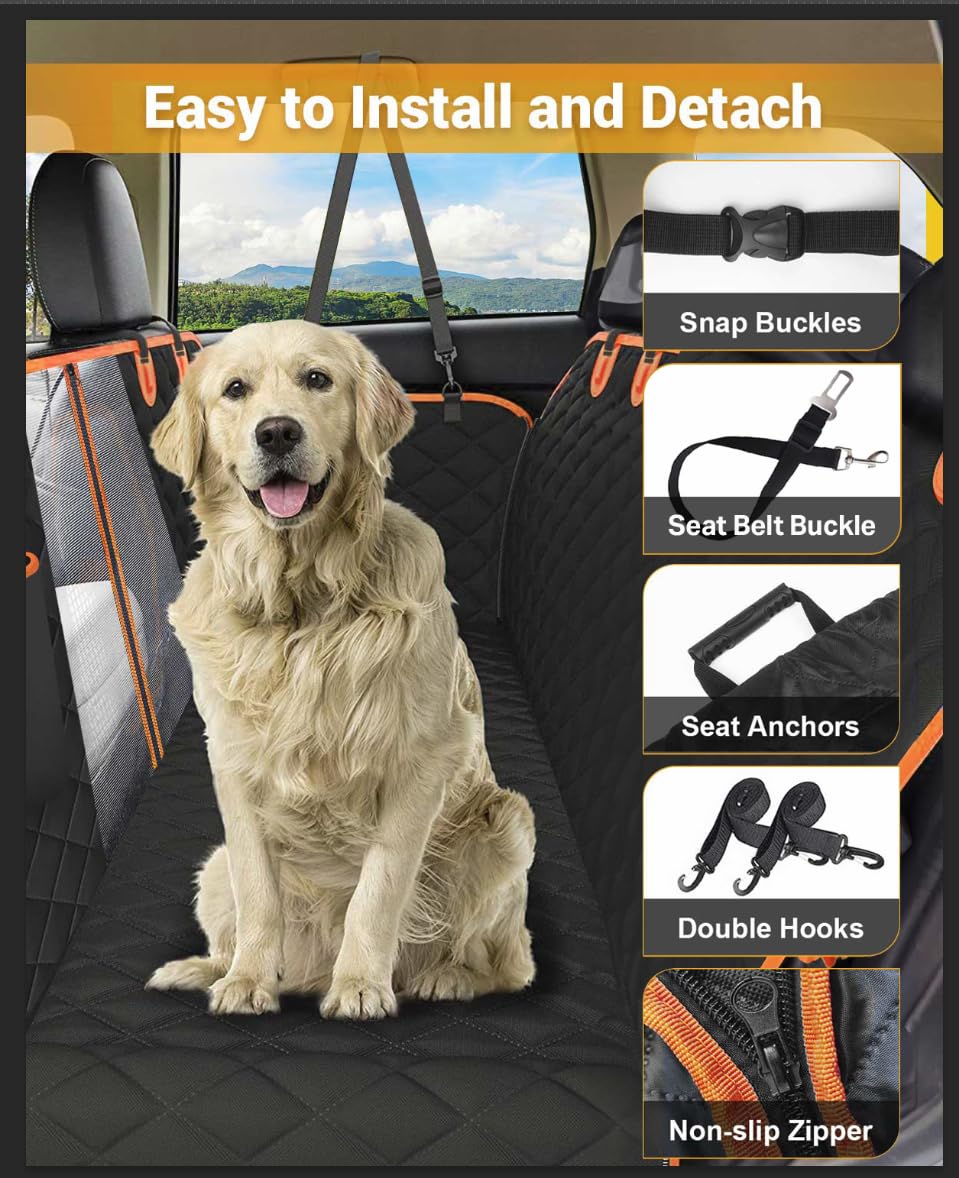 Easy to Install and Detach
Snap Buckles
Seat Belt Buckle
Seat Anchors
Double Hooks
Non-slip Zipper